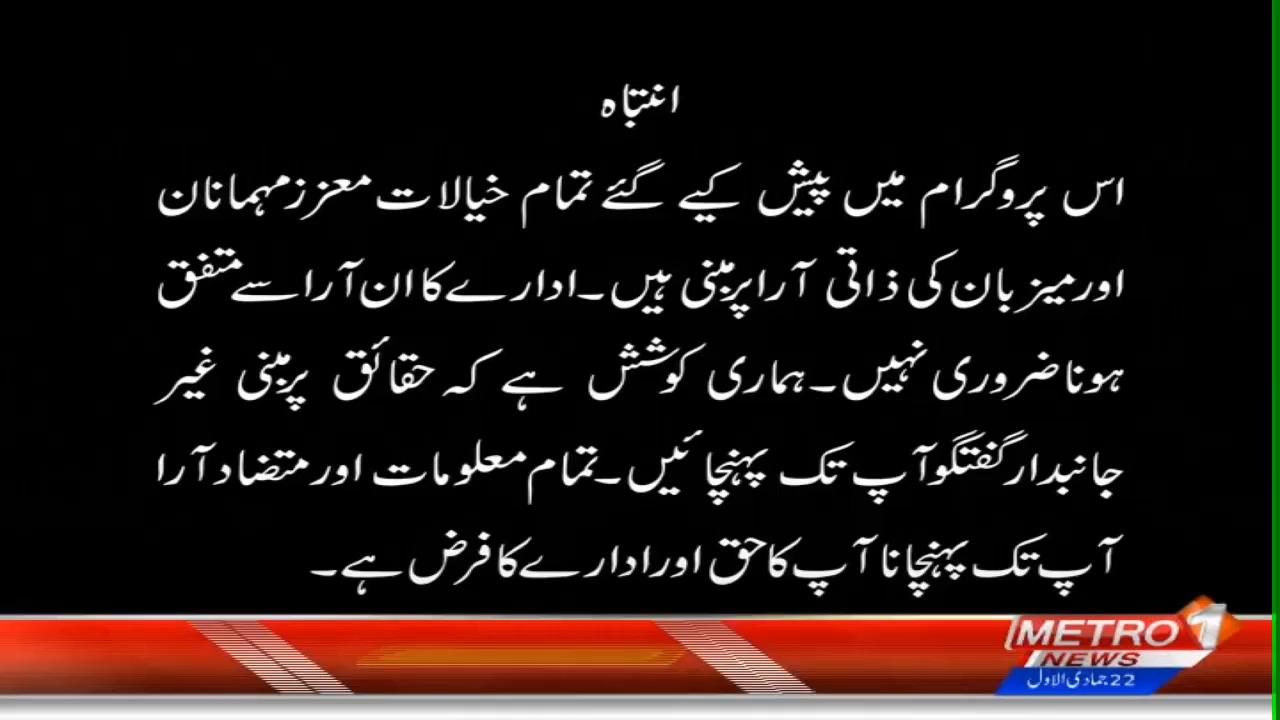 انتباہ
اس پروگرام میں پیش کیے گئے تمام خیالات معزز مہمانان
اور میزبان کی ذاتی آرا پر مبنی ہیں۔ ادارے کا ان آرا سے متفق
ہونا ضروری نہیں۔ ہماری کوشش ہے کہ حقائق پر مبنی غیر
جانبدار گفتگو آپ تک پہنچائیں۔ تمام معلومات اور متضاد آرا
آپ تک پہنچانا آپ کا حق اور ادارے کا فرض ہے۔
METRO 1
NEWS
22 جمادی الاول